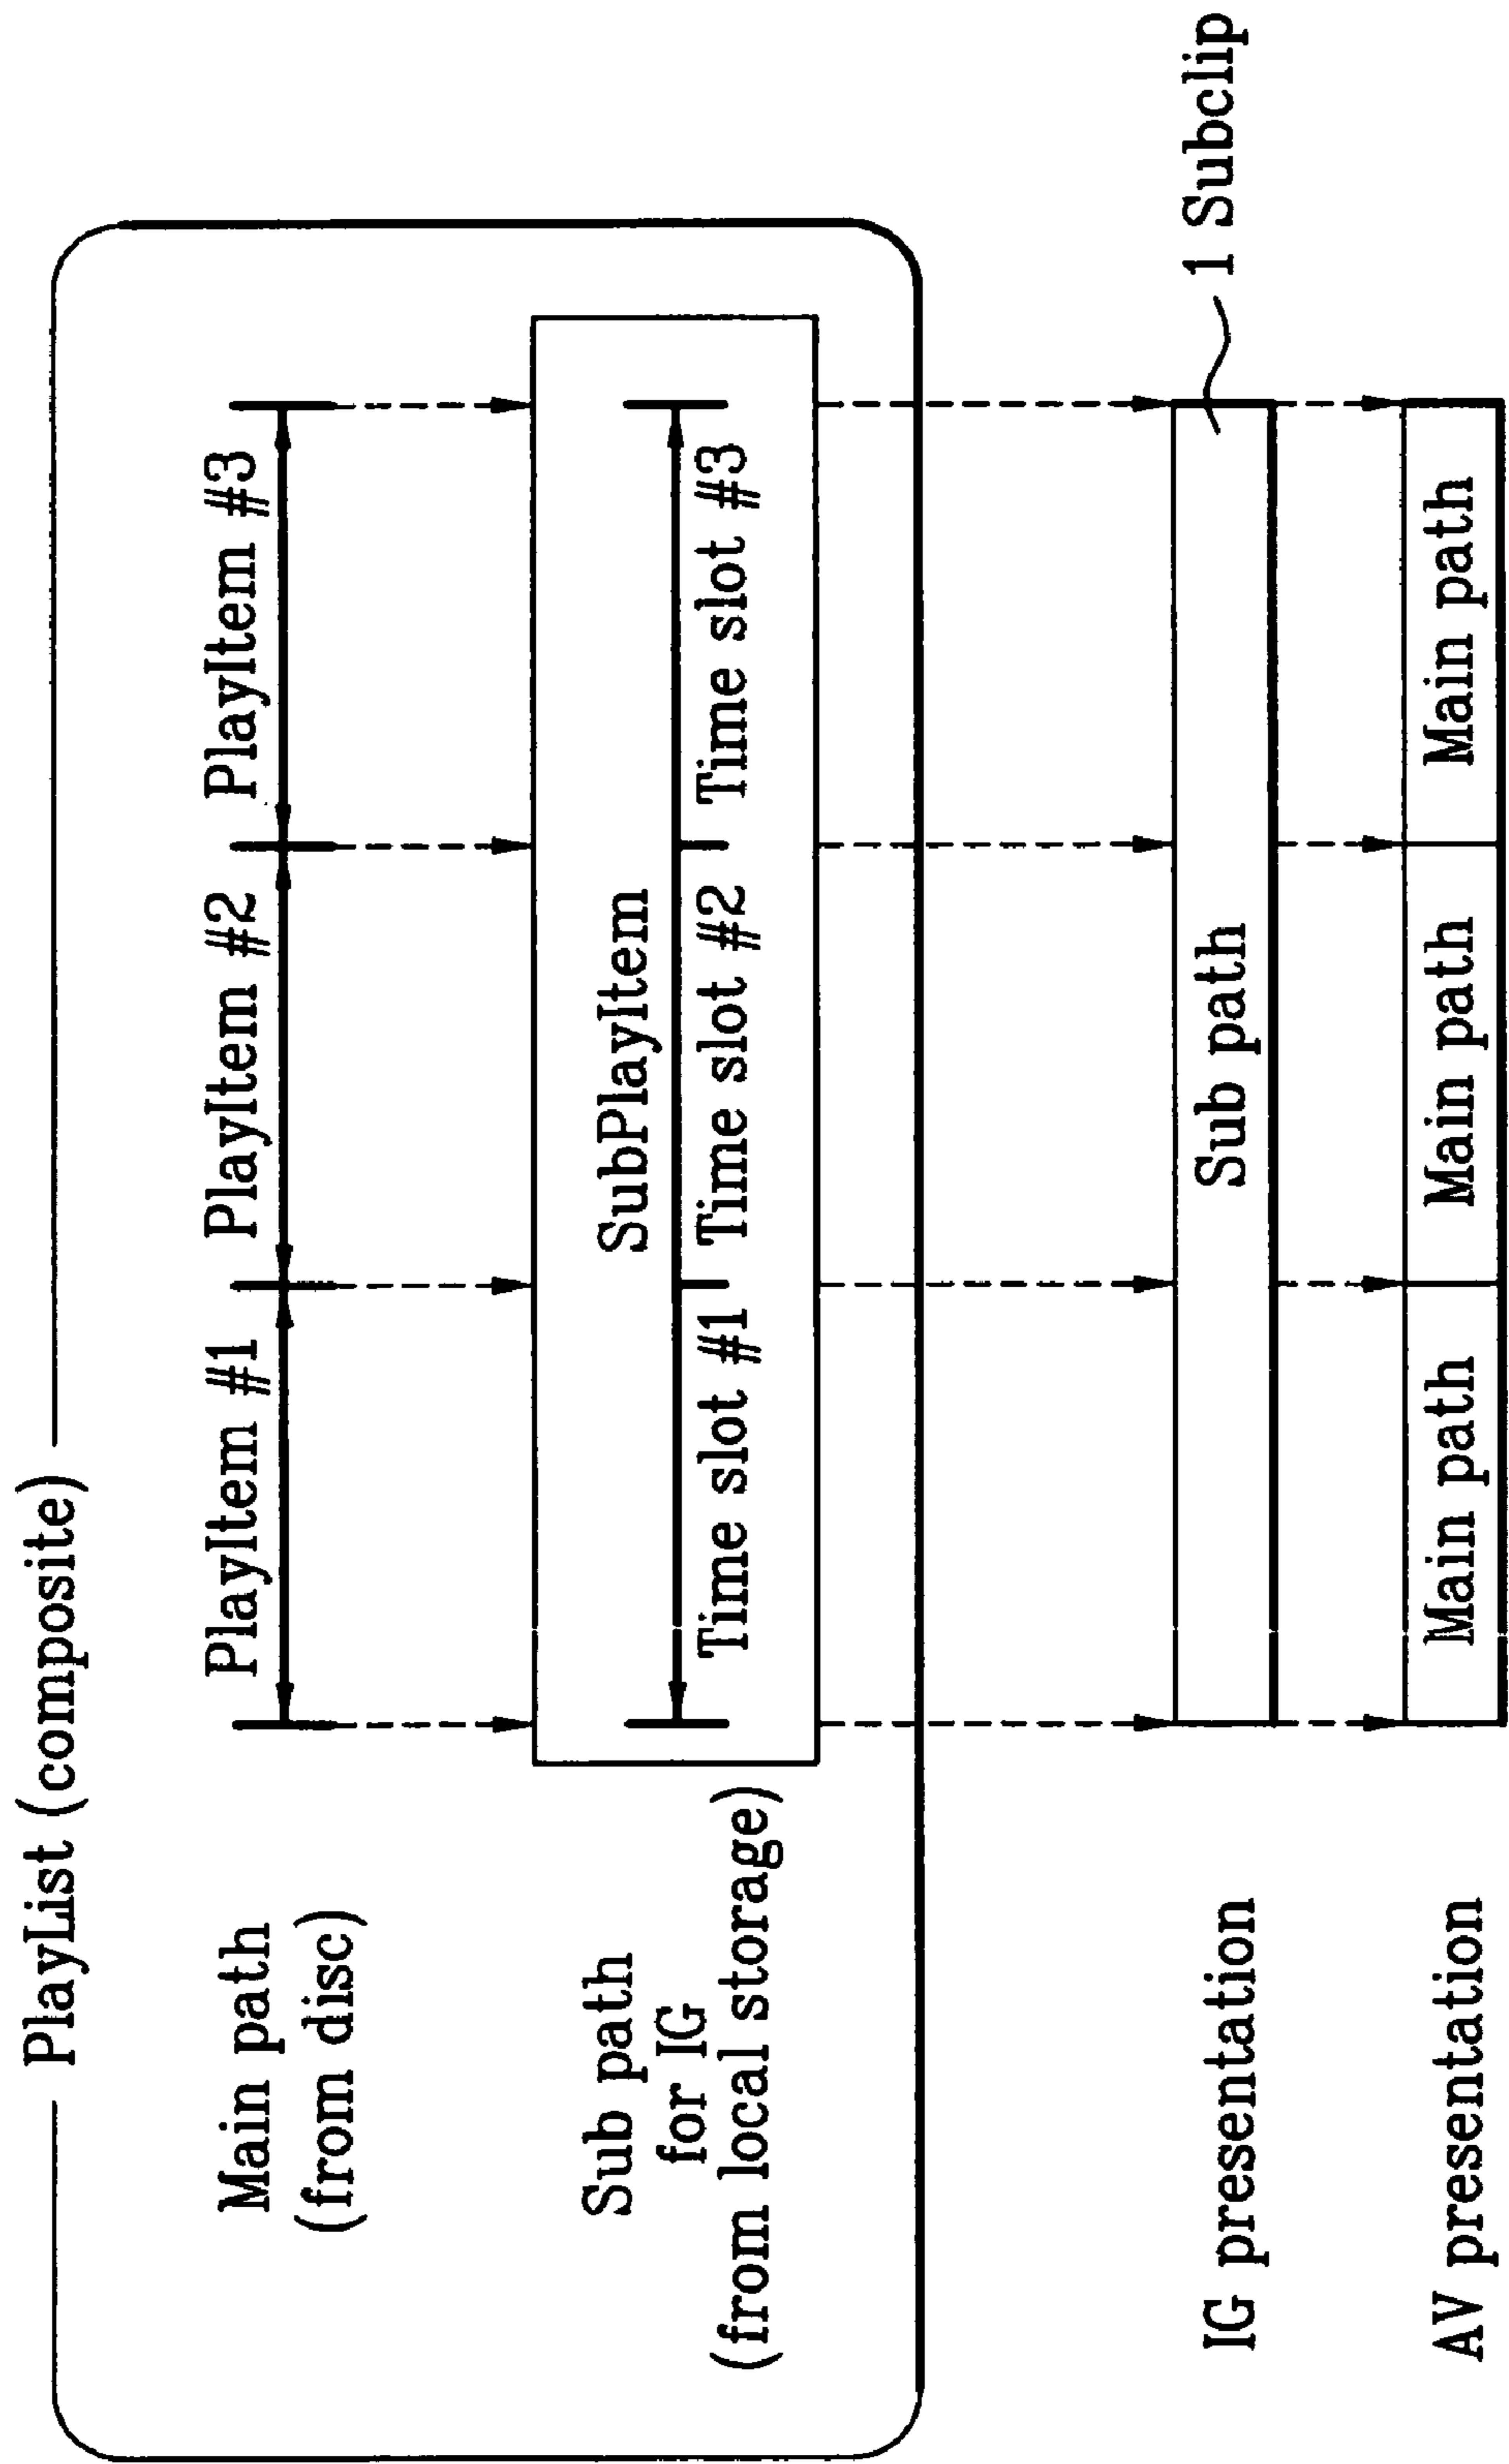 PlayList (composite)
Main path
(from disc)
PlayItem #1
PlayItem #2
PlayItem #3
Sub path
for IG
(from local storage)
SubPlayItem
Time slot #1
Time slot #2
Time slot #3
IG presentation
Sub path
1 Subclip
AV presentation
Main path
Main path
Main path